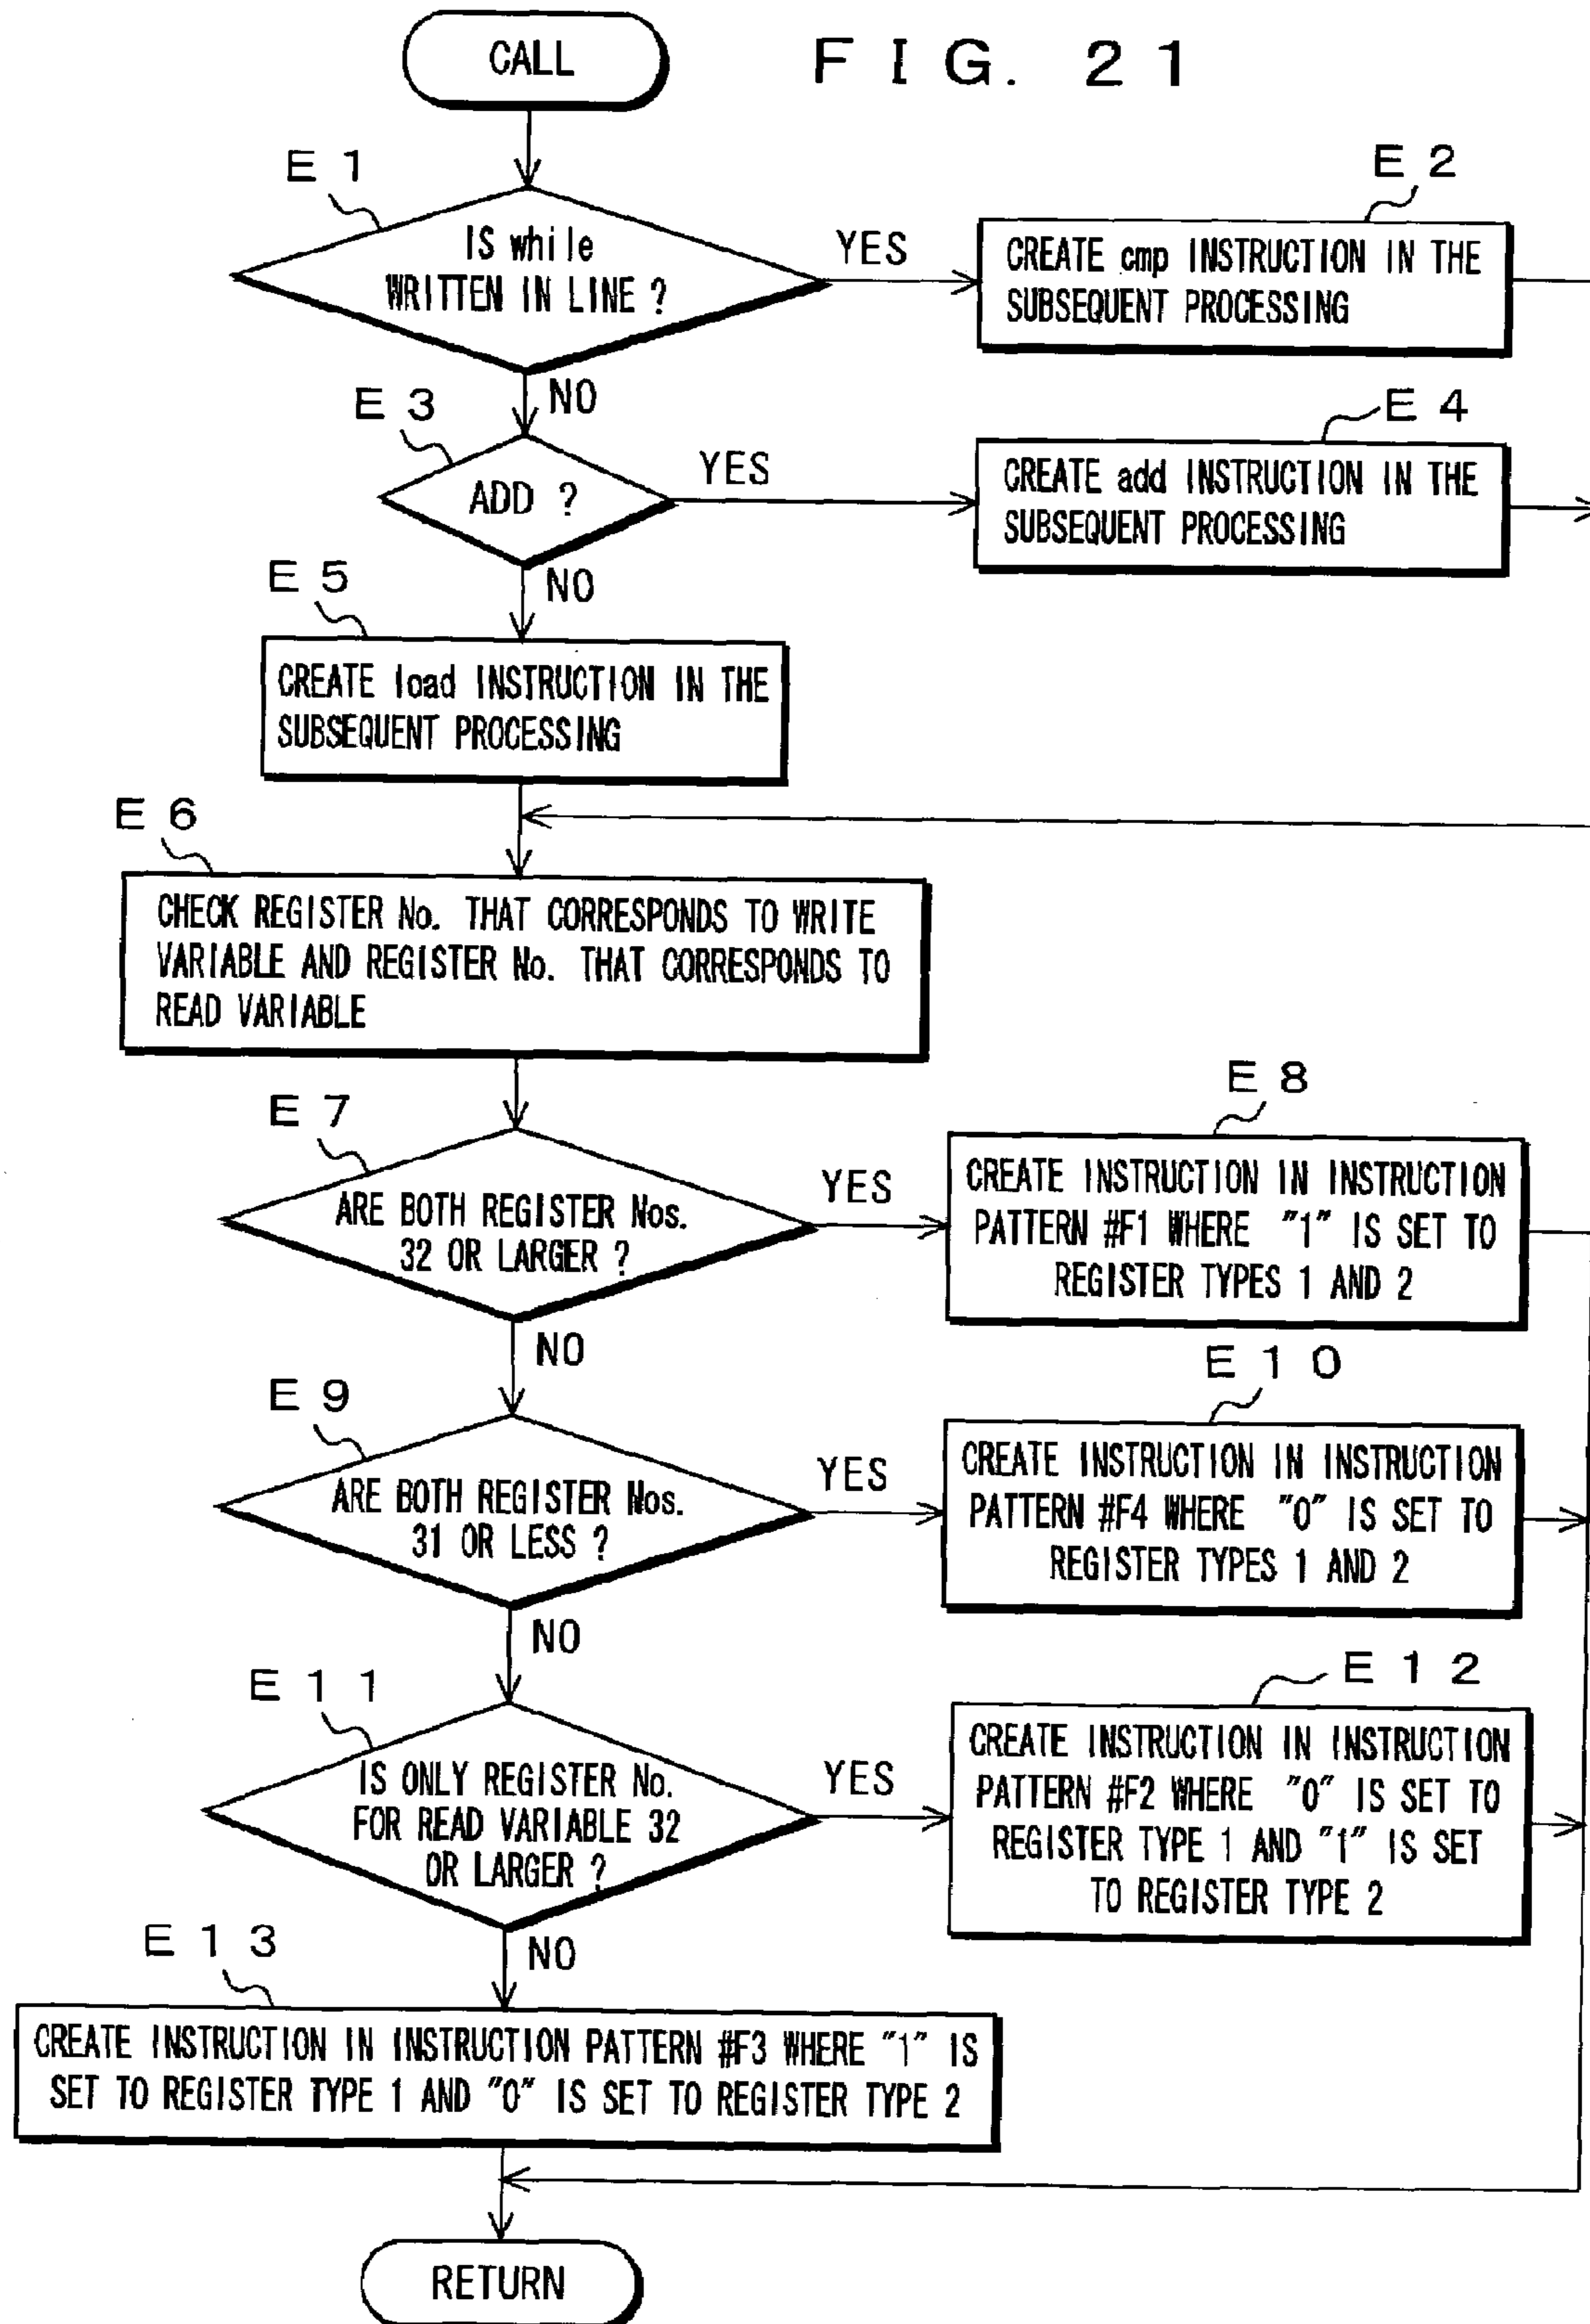 CALL
F I G. 2 1
E 1
IS while
WRITTEN IN LINE ?
YES
E 2
CREATE cmp INSTRUCTION IN THE
SUBSEQUENT PROCESSING
NO
E 3
ADD ?
YES
E 4
CREATE add INSTRUCTION IN THE
SUBSEQUENT PROCESSING
NO
E 5
CREATE load INSTRUCTION IN THE
SUBSEQUENT PROCESSING
E 6
CHECK REGISTER No. THAT CORRESPONDS TO WRITE
VARIABLE AND REGISTER No. THAT CORRESPONDS TO
READ VARIABLE
E 7
ARE BOTH REGISTER Nos.
32 OR LARGER ?
YES
E 8
CREATE INSTRUCTION IN INSTRUCTION
PATTERN #F1 WHERE "1" IS SET TO
REGISTER TYPES 1 AND 2
NO
E 9
ARE BOTH REGISTER Nos.
31 OR LESS ?
YES
E 1 0
CREATE INSTRUCTION IN INSTRUCTION
PATTERN #F4 WHERE "0" IS SET TO
REGISTER TYPES 1 AND 2
NO
E 1 1
IS ONLY REGISTER No.
FOR READ VARIABLE 32
OR LARGER ?
YES
E 1 2
CREATE INSTRUCTION IN INSTRUCTION
PATTERN #F2 WHERE "0" IS SET TO
REGISTER TYPE 1 AND "1" IS SET
TO REGISTER TYPE 2
NO
E 1 3
CREATE INSTRUCTION IN INSTRUCTION PATTERN #F3 WHERE "1" IS
SET TO REGISTER TYPE 1 AND "0" IS SET TO REGISTER TYPE 2
RETURN